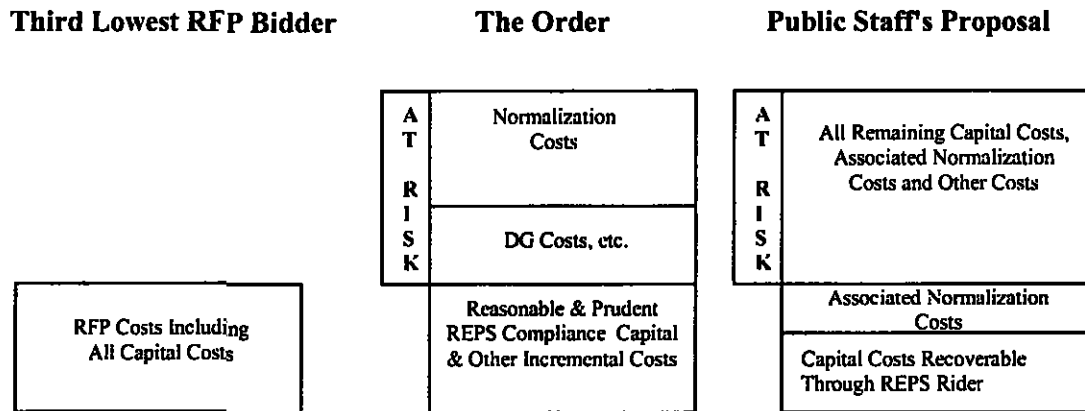 Third Lowest RFP Bidder
The Order
Public Staff's Proposal
AT RISK
Normalization
Costs
DG Costs, etc.
Reasonable & Prudent
REPS Compliance Capital
& Other Incremental Costs
AT RISK
All Remaining Capital Costs,
Associated Normalization
Costs and Other Costs
Associated Normalization
Costs
Capital Costs Recoverable
Through REPS Rider
RFP Costs Including
All Capital Costs